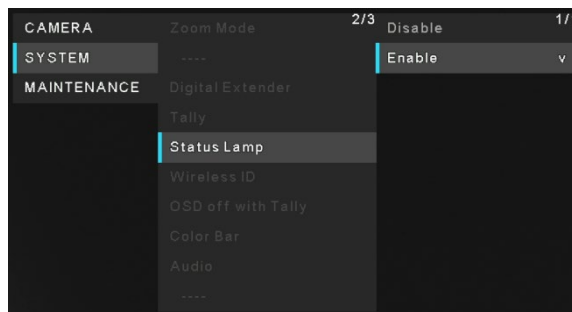 CAMERA
SYSTEM
MAINTENANCE
Zoom Mode 2/3
----
Digital Extender
Tally
Status Lamp
Wireless ID
OSD off with Tally
Color Bar
Audio
----
Disable 1/
Enable v